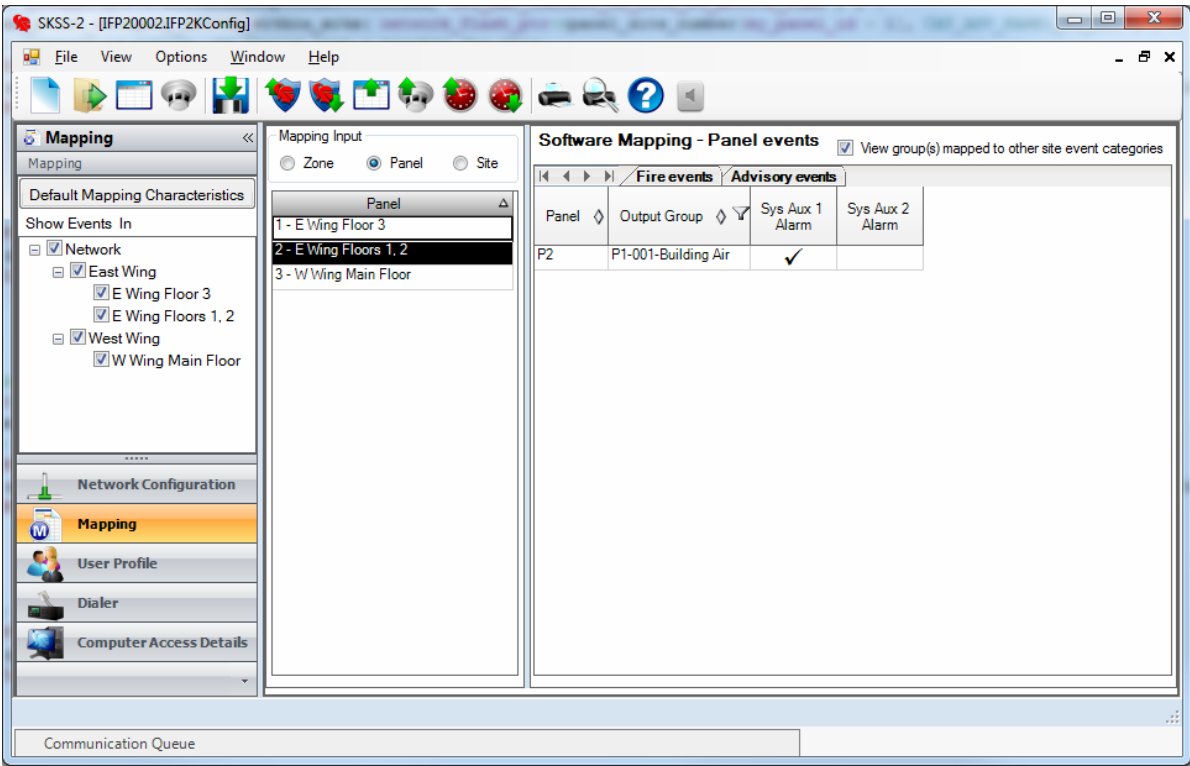 SKSS-2 - [IFP20002.IFP2KConfig]
File View Options Window Help
Mapping
Mapping
Default Mapping Characteristics
Show Events In
Network
East Wing
E Wing Floor 3
E Wing Floors 1, 2
West Wing
W Wing Main Floor
Network Configuration
M
Mapping
User Profile
Dialer
Computer Access Details
Mapping Input
Zone Panel Site
Panel
1 - E Wing Floor 3
2 - E Wing Floors 1, 2
3 - W Wing Main Floor
Software Mapping - Panel events
View group(s) mapped to other site event categories
Fire events Advisory events
Panel Output Group Sys Aux 1 Alarm Sys Aux 2 Alarm
P2 P1-001-Building Air
Communication Queue